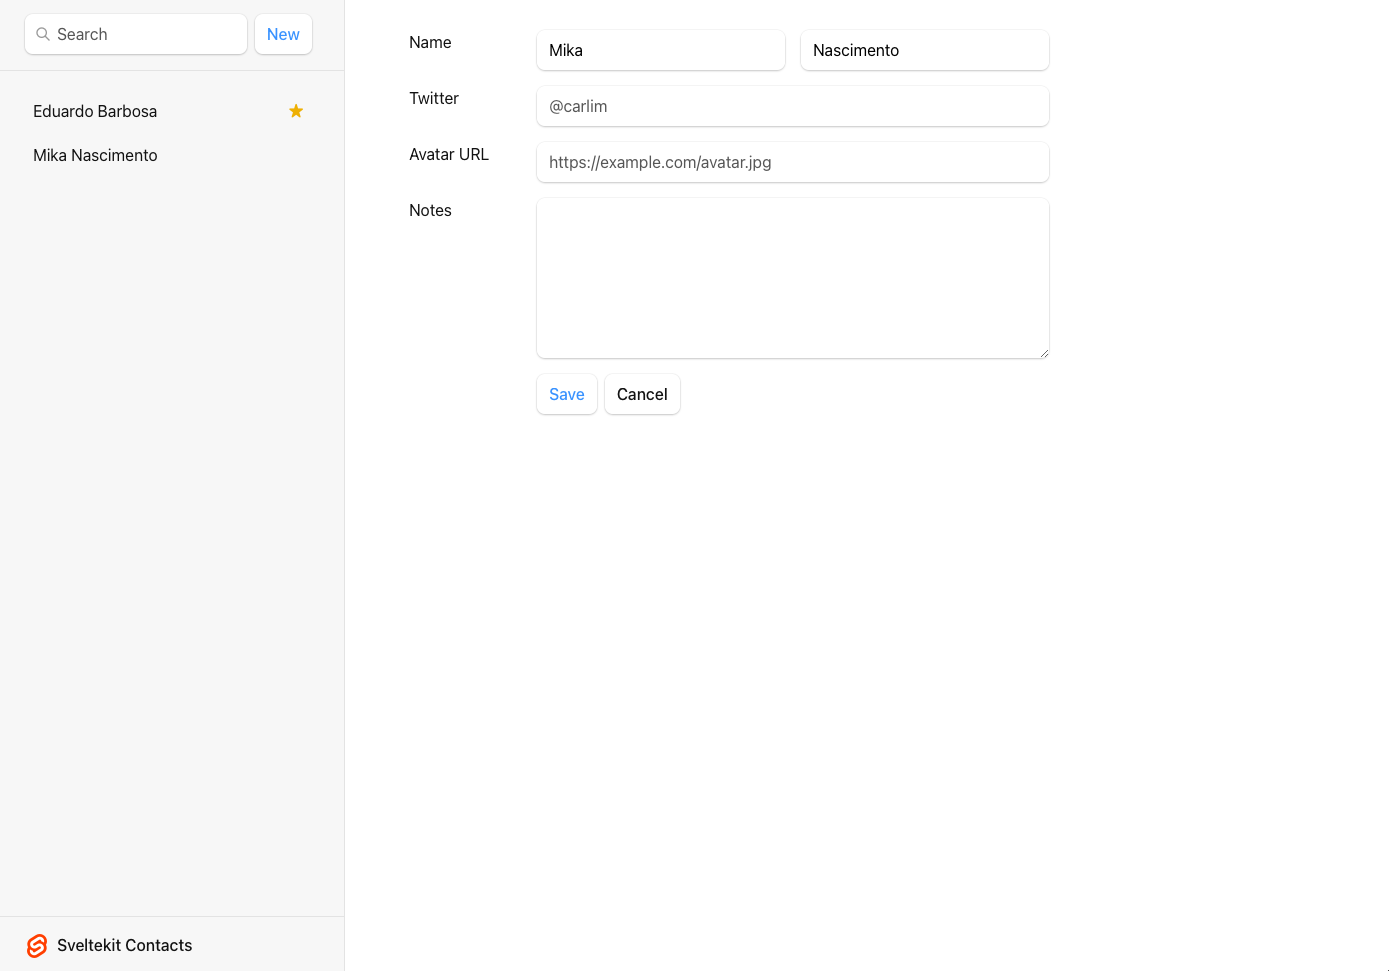 Search
New
Eduardo Barbosa
Mika Nascimento
Sveltekit Contacts
Name
Mika
Nascimento
Twitter
@carlim
Avatar URL
https://example.com/avatar.jpg
Notes
Save
Cancel